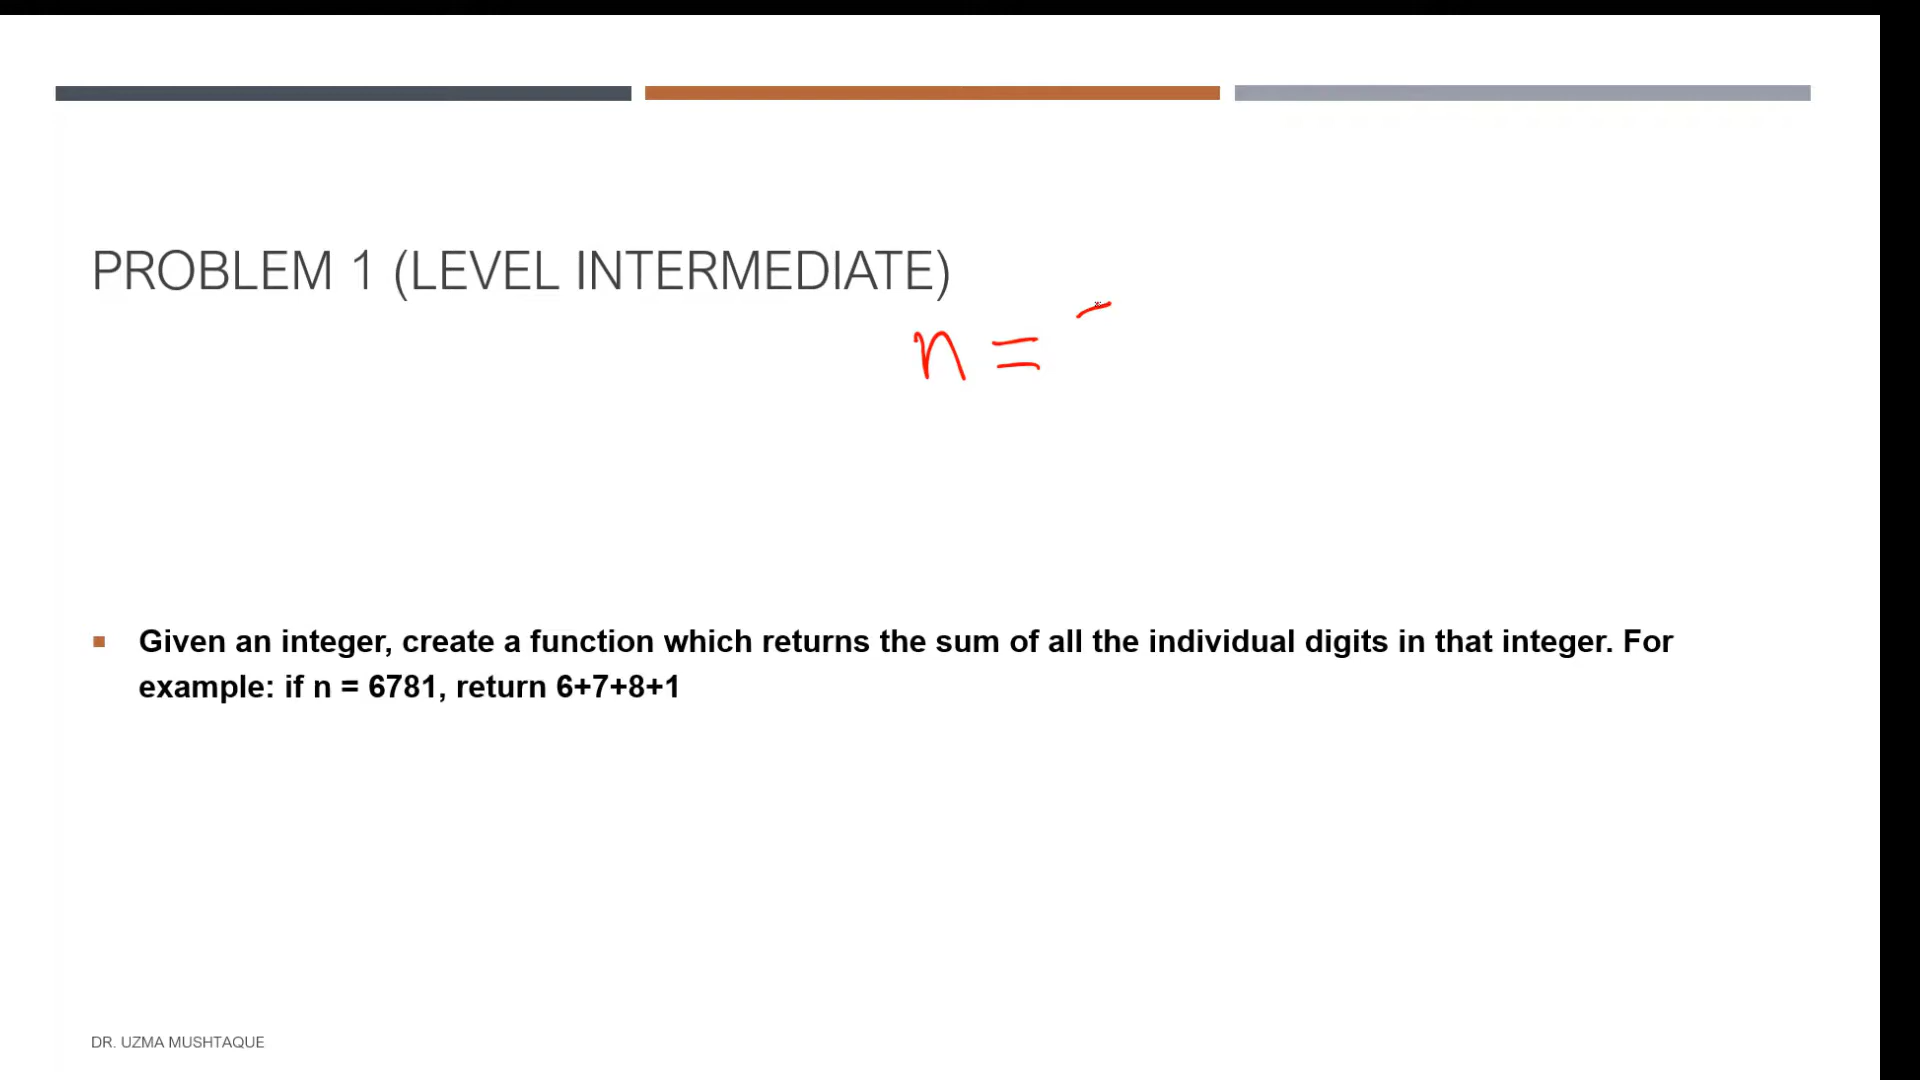 PROBLEM 1 (LEVEL INTERMEDIATE)
n =
Given an integer, create a function which returns the sum of all the individual digits in that integer. For
example: if n = 6781, return 6+7+8+1
DR. UZMA MUSHTAQUE